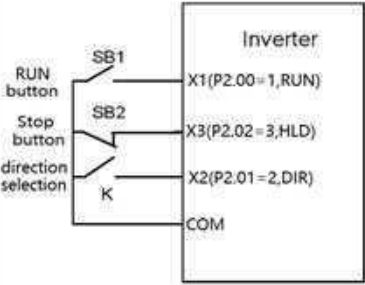 Inverter
SB1
RUN
button
X1(P2.00=1,RUN)
SB2
Stop
button
X3(P2.02=3,HLD)
direction
selection
X2(P2.01=2,DIR)
K
COM